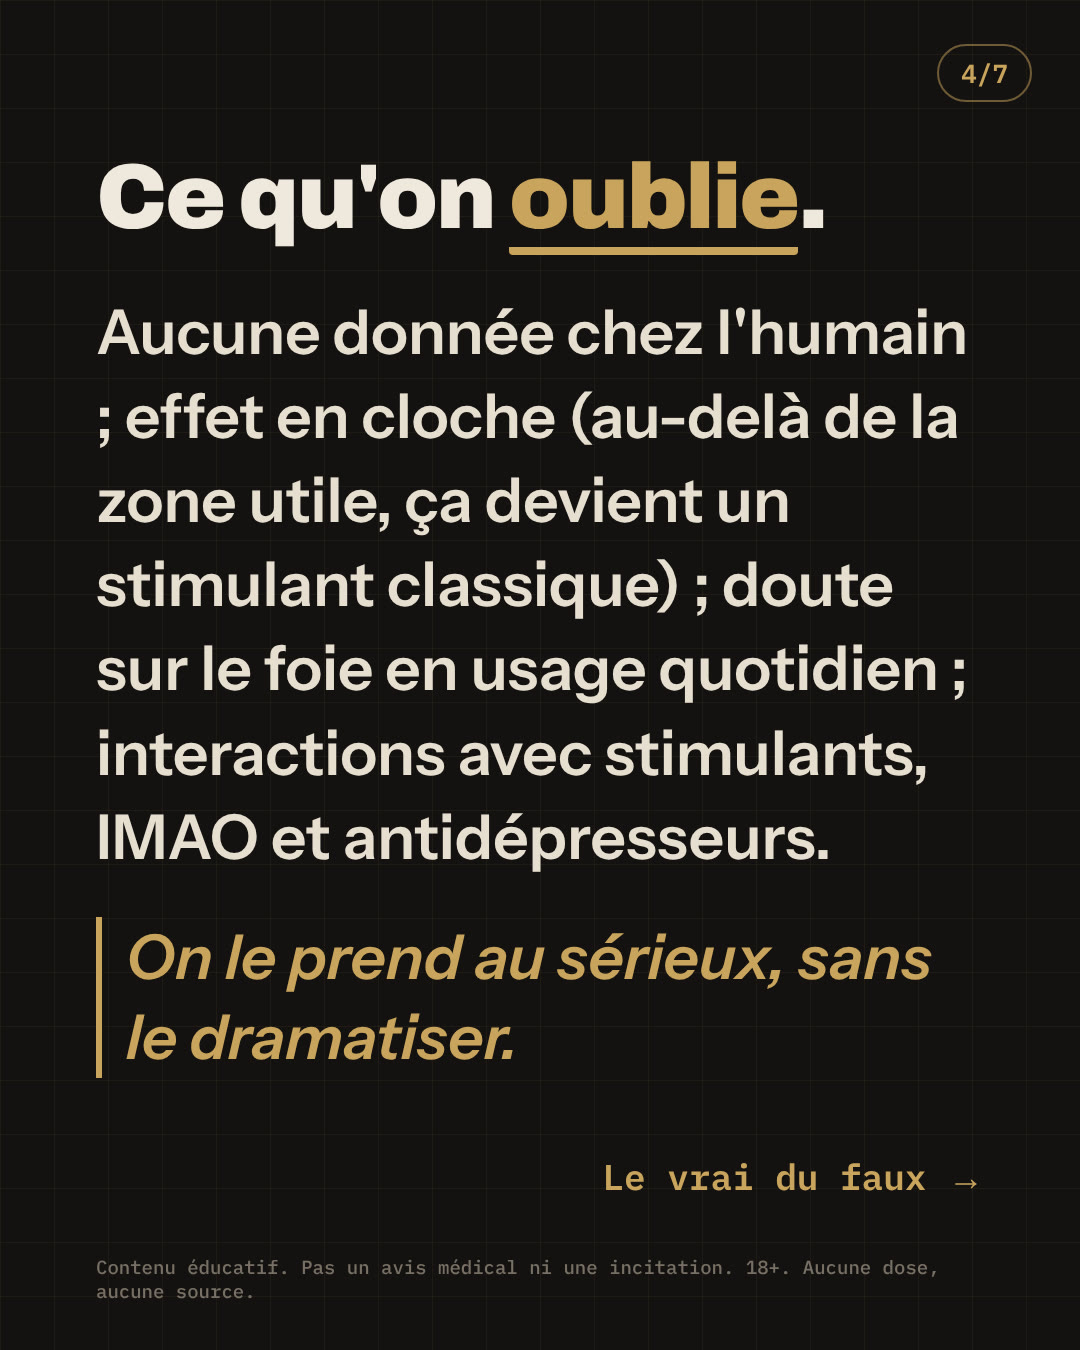 4/7
Ce qu'on oublie.
Aucune donnée chez l'humain
; effet en cloche (au-delà de la
zone utile, ça devient un
stimulant classique) ; doute
sur le foie en usage quotidien ;
interactions avec stimulants,
IMAO et antidépresseurs.
On le prend au sérieux, sans
le dramatiser.
Le vrai du faux →
Contenu éducatif. Pas un avis médical ni une incitation. 18+. Aucune dose,
aucune source.